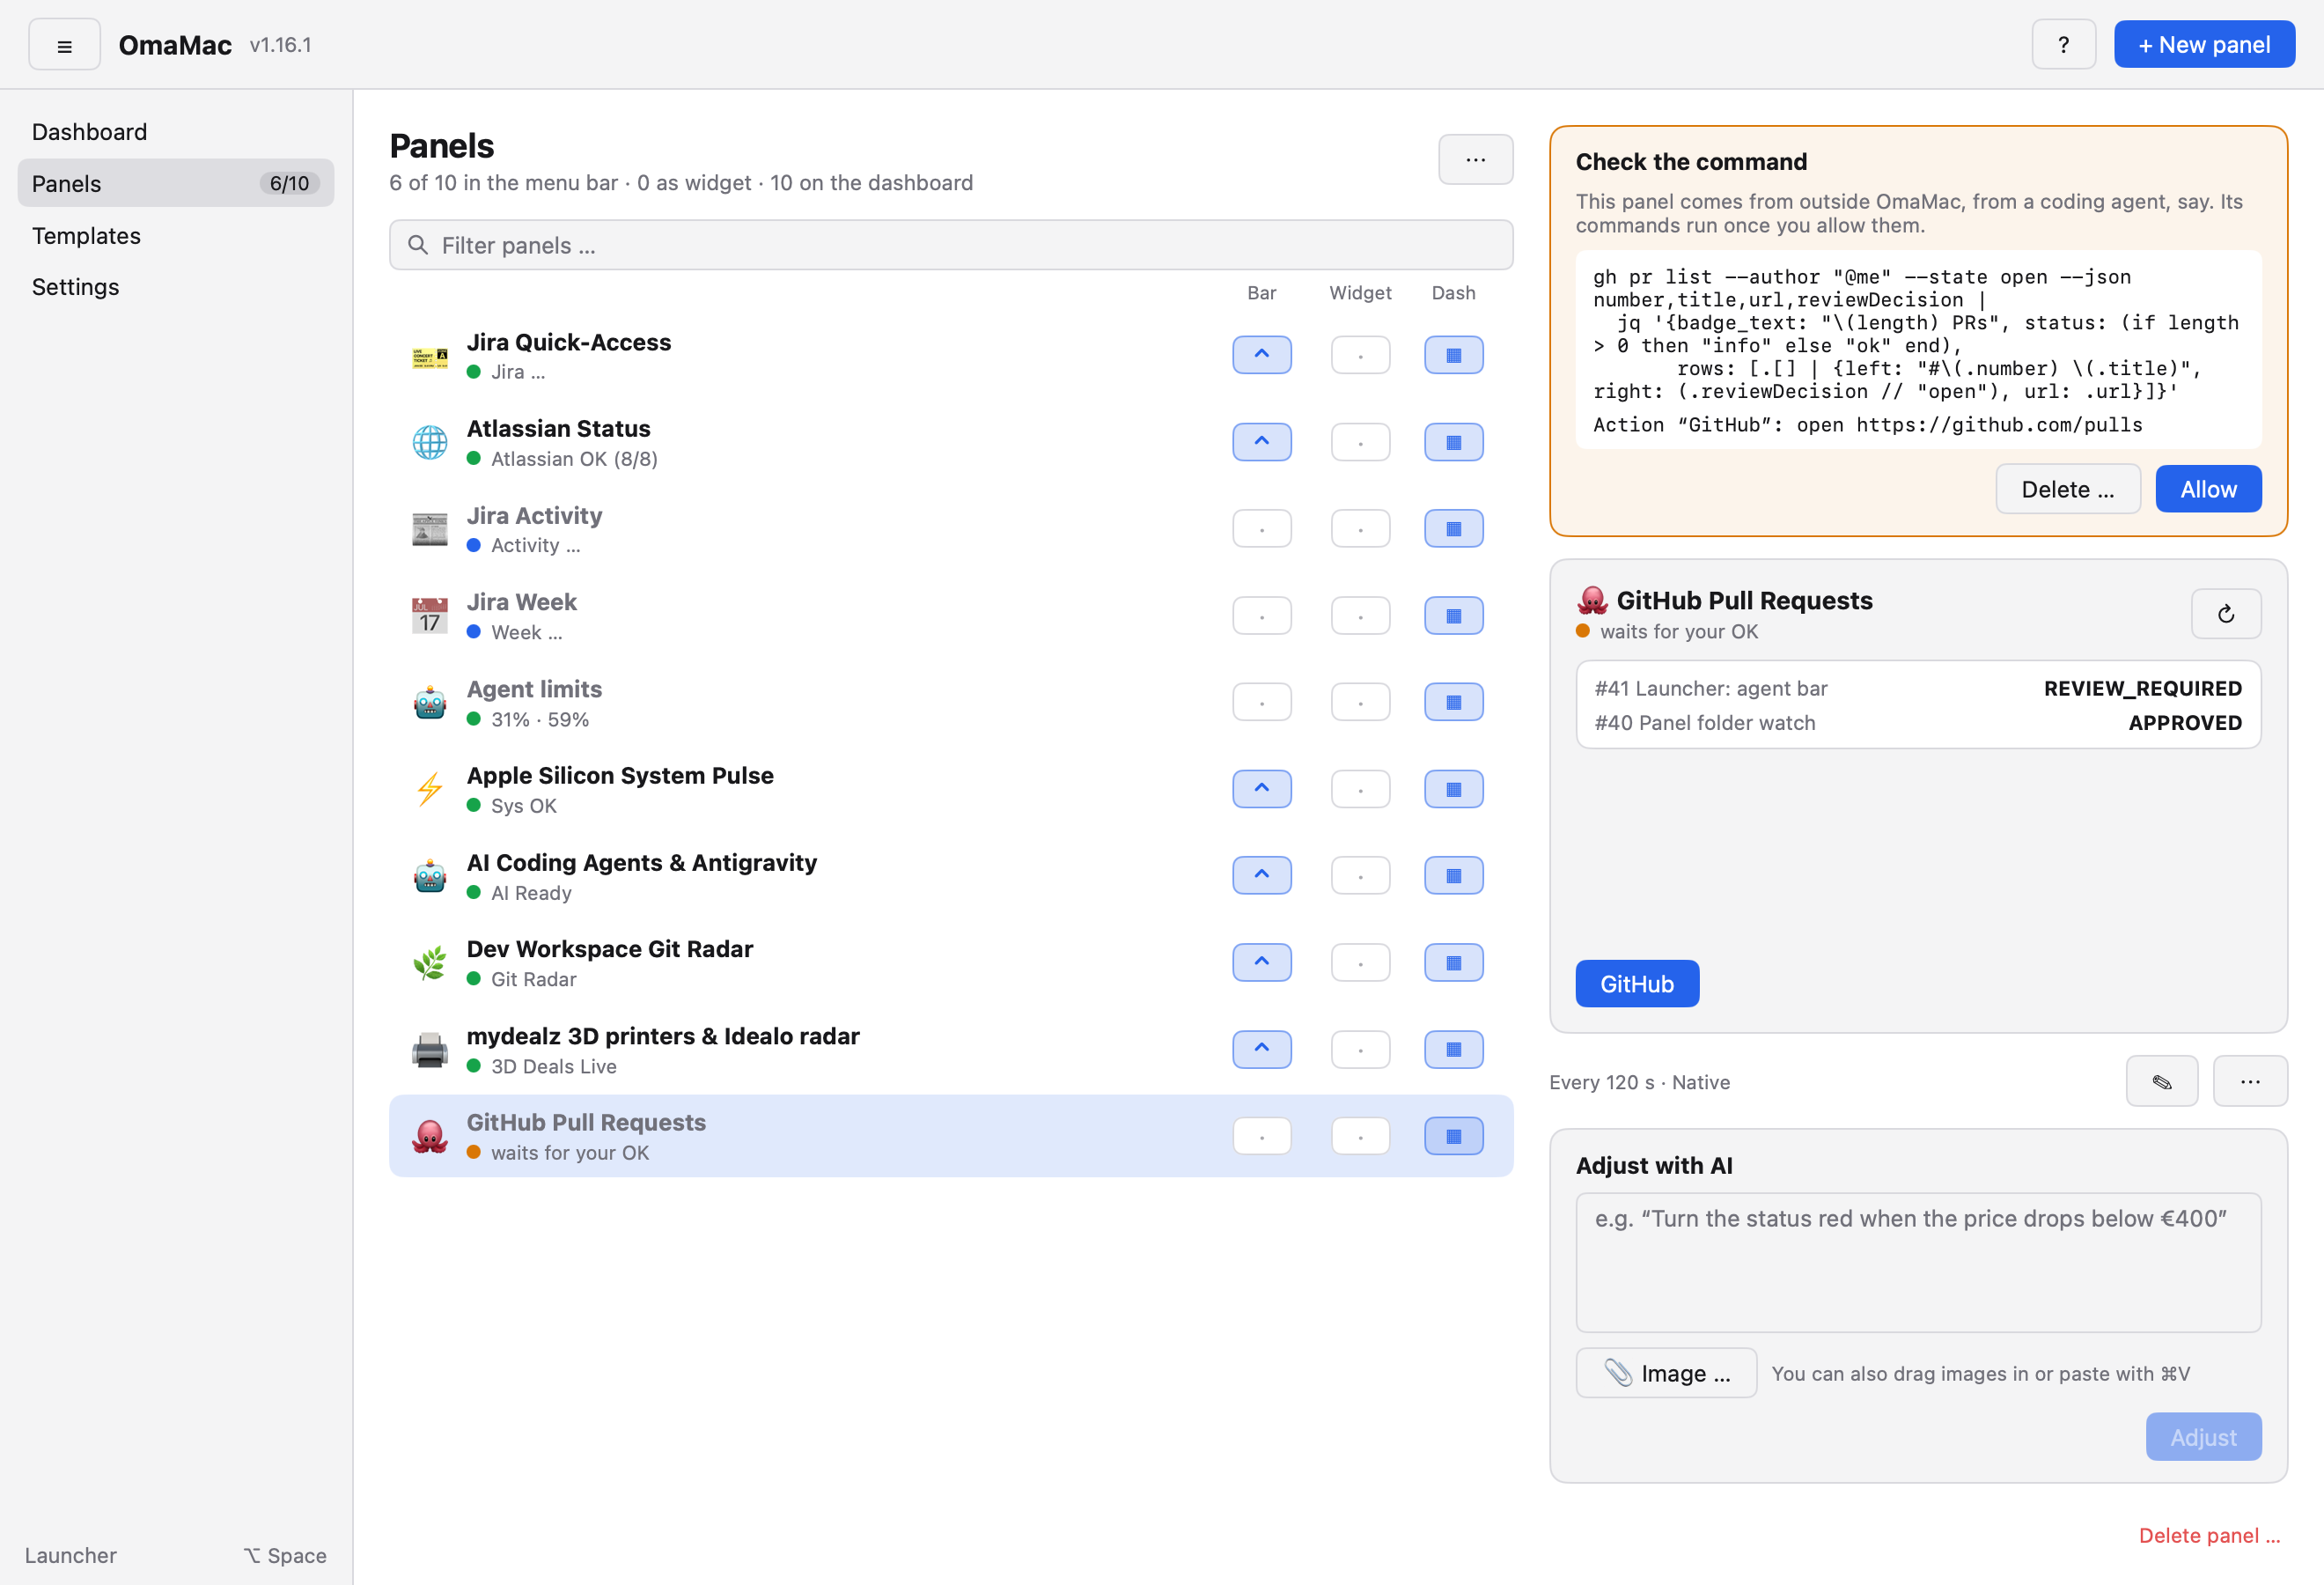 ≡ OmaMac v1.16.1
? + New panel
Dashboard
Panels 6/10
Templates
Settings
Launcher ⌥ Space
Panels
6 of 10 in the menu bar · 0 as widget · 10 on the dashboard
...
Filter panels ...
Bar Widget Dash
Jira Quick-Access
Jira ...
Atlassian Status
Atlassian OK (8/8)
Jira Activity
Activity ...
JUL
17
Jira Week
Week ...
Agent limits
31% · 59%
Apple Silicon System Pulse
Sys OK
AI Coding Agents & Antigravity
AI Ready
Dev Workspace Git Radar
Git Radar
mydealz 3D printers & Idealo radar
3D Deals Live
GitHub Pull Requests
waits for your OK
Check the command
This panel comes from outside OmaMac, from a coding agent, say. Its
commands run once you allow them.
gh pr list --author "@me" --state open --json
number,title,url,reviewDecision |
jq '{badge_text: "\(length) PRs", status: (if length
> 0 then "info" else "ok" end),
rows: [.[] | {left: "#\(.number) \(.title)",
right: (.reviewDecision // "open"), url: .url}]}'
Action “GitHub”: open https://github.com/pulls
Delete ... Allow
GitHub Pull Requests
waits for your OK
#41 Launcher: agent bar REVIEW_REQUIRED
#40 Panel folder watch APPROVED
GitHub
Every 120 s · Native
...
Adjust with AI
e.g. “Turn the status red when the price drops below €400”
Image ... You can also drag images in or paste with ⌘V
Adjust
Delete panel ...